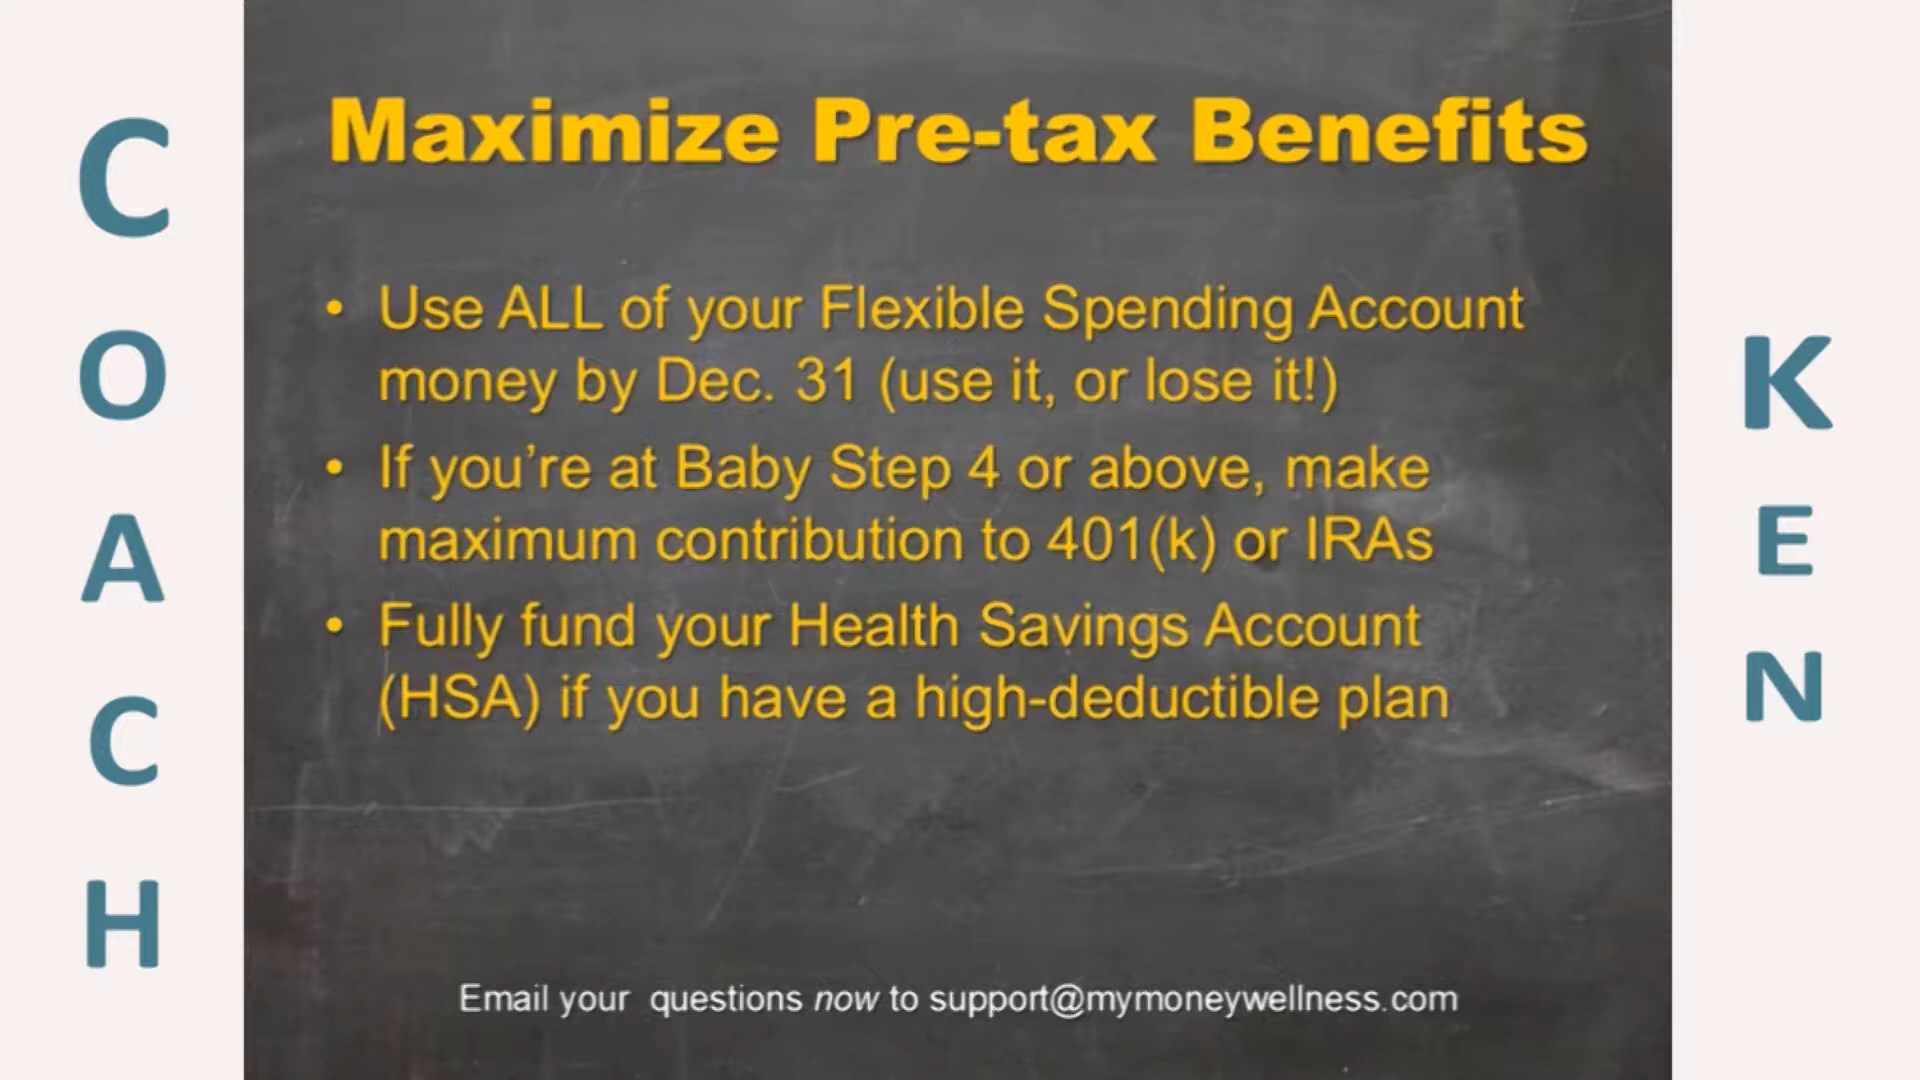 COACH
Maximize Pre-tax Benefits
• Use ALL of your Flexible Spending Account
money by Dec. 31 (use it, or lose it!)
• If you’re at Baby Step 4 or above, make
maximum contribution to 401(k) or IRAs
• Fully fund your Health Savings Account
(HSA) if you have a high-deductible plan
Email your questions now to support@mymoneywellness.com
KEN